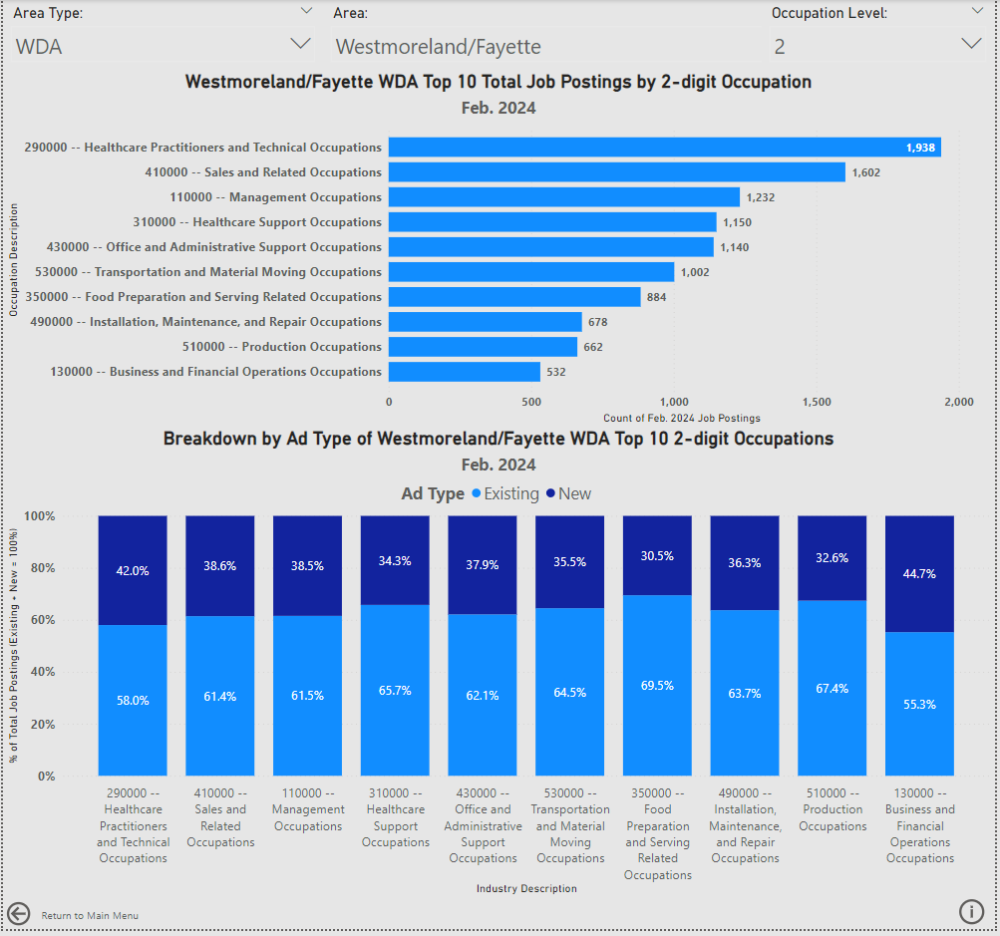 Area Type:
Area:
Occupation Level:
WDA
Westmoreland/Fayette
2
Westmoreland/Fayette WDA Top 10 Total Job Postings by 2-digit Occupation
Feb. 2024
Occupation Description
290000 -- Healthcare Practitioners and Technical Occupations
1,938
410000 -- Sales and Related Occupations
1,602
110000 -- Management Occupations
1,232
310000 -- Healthcare Support Occupations
1,150
430000 -- Office and Administrative Support Occupations
1,140
530000 -- Transportation and Material Moving Occupations
1,002
350000 -- Food Preparation and Serving Related Occupations
884
490000 -- Installation, Maintenance, and Repair Occupations
678
510000 -- Production Occupations
662
130000 -- Business and Financial Operations Occupations
532
0
500
1,000
1,500
2,000
Count of Feb. 2024 Job Postings
Breakdown by Ad Type of Westmoreland/Fayette WDA Top 10 2-digit Occupations
Feb. 2024
Ad Type Existing New
% of Total Job Postings (Existing + New = 100%)
100%
80%
60%
40%
20%
0%
42.0%
38.6%
38.5%
34.3%
37.9%
35.5%
30.5%
36.3%
32.6%
44.7%
58.0%
61.4%
61.5%
65.7%
62.1%
64.5%
69.5%
63.7%
67.4%
55.3%
290000 --
Healthcare
Practitioners
and Technical
Occupations
410000 --
Sales and
Related
Occupations
110000 --
Management
Occupations
310000 --
Healthcare
Support
Occupations
430000 --
Office and
Administrative
Support
Occupations
530000 --
Transportation
and Material
Moving
Occupations
350000 --
Food
Preparation
and Serving
Related
Occupations
490000 --
Installation,
Maintenance,
and Repair
Occupations
510000 --
Production
Occupations
130000 --
Business and
Financial
Operations
Occupations
Industry Description
Return to Main Menu